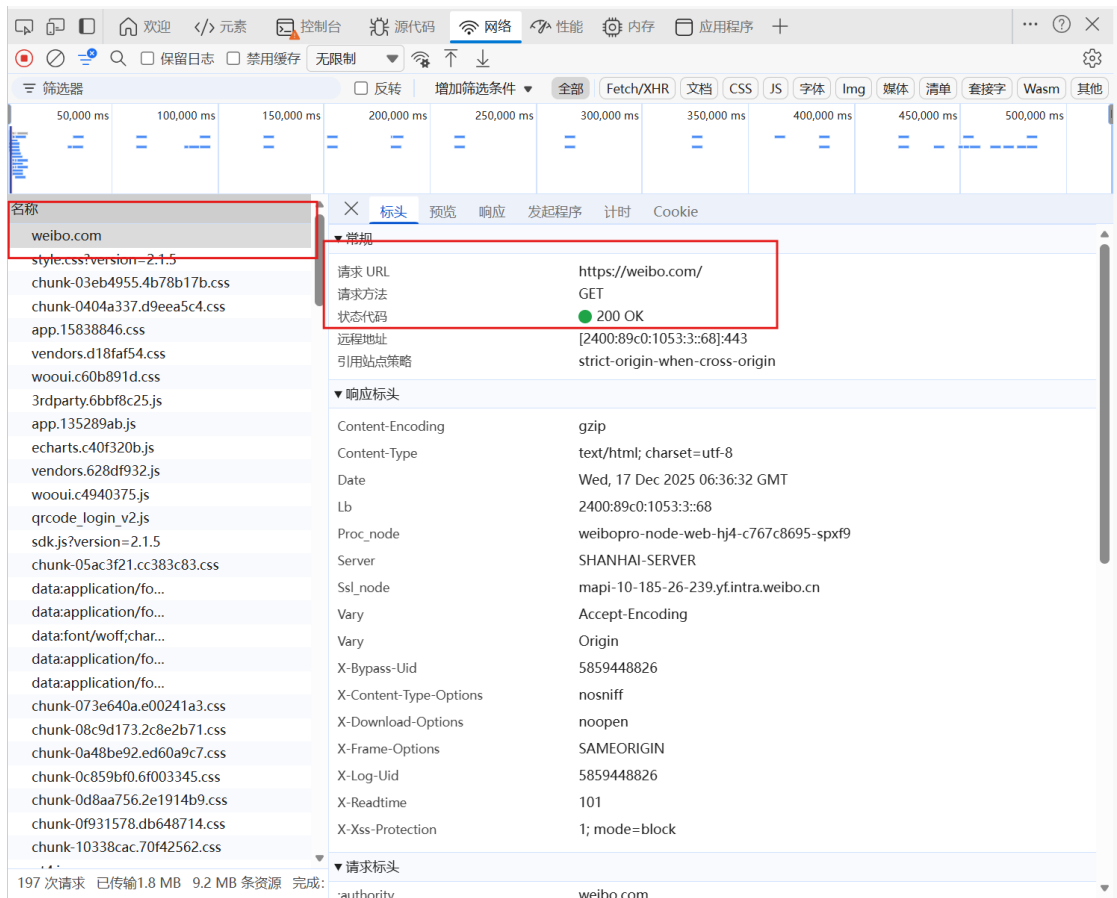 欢迎 元素 控制台 源代码 网络 性能 内存 应用程序
保留日志 禁用缓存 无限制
筛选器 反转 增加筛选条件 全部 Fetch/XHR 文档 CSS JS 字体 Img 媒体 清单 套接字 Wasm 其他
50,000 ms 100,000 ms 150,000 ms 200,000 ms 250,000 ms 300,000 ms 350,000 ms 400,000 ms 450,000 ms 500,000 ms
名称
weibo.com
style.css?version=2.1.5
chunk-03eb4955.4b78b17b.css
chunk-0404a337.d9eea5c4.css
app.15838846.css
vendors.d18faf54.css
wooui.c60b891d.css
3rdparty.6bbf8c25.js
app.135289ab.js
echarts.c40f320b.js
vendors.628df932.js
wooui.c4940375.js
qrcode_login_v2.js
sdk.js?version=2.1.5
chunk-05ac3f21.cc383c83.css
data:application/fo...
data:application/fo...
data:font/woff;char...
data:application/fo...
data:application/fo...
chunk-073e640a.e00241a3.css
chunk-08c9d173.2c8e2b71.css
chunk-0a48be92.ed60a9c7.css
chunk-0c859bf0.6f003345.css
chunk-0d8aa756.2e1914b9.css
chunk-0f931578.db648714.css
chunk-10338cac.70f42562.css
197 次请求 已传输1.8 MB 9.2 MB 条资源 完成:
标头 预览 响应 发起程序 计时 Cookie
常规
请求 URL https://weibo.com/
请求方法 GET
状态代码 200 OK
远程地址 [2400:89c0:1053:3::68]:443
引用站点策略 strict-origin-when-cross-origin
响应标头
Content-Encoding gzip
Content-Type text/html; charset=utf-8
Date Wed, 17 Dec 2025 06:36:32 GMT
Lb 2400:89c0:1053:3::68
Proc_node weibopro-node-web-hj4-c767c8695-spxf9
Server SHANHAI-SERVER
Ssl_node mapi-10-185-26-239.yf.intra.weibo.cn
Vary Accept-Encoding
Vary Origin
X-Bypass-Uid 5859448826
X-Content-Type-Options nosniff
X-Download-Options noopen
X-Frame-Options SAMEORIGIN
X-Log-Uid 5859448826
X-Readtime 101
X-Xss-Protection 1; mode=block
请求标头
:authority weibo.com